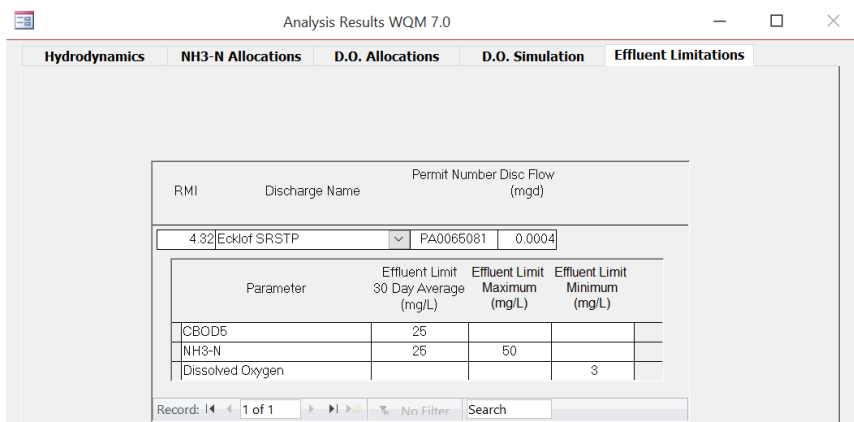 Analysis Results WQM 7.0
Hydrodynamics NH3-N Allocations D.O. Allocations D.O. Simulation Effluent Limitations
RMI Discharge Name Permit Number Disc Flow
(mgd)
4.32 Ecklof SRSTP PA0065081 0.0004
Parameter Effluent Limit 30 Day Average (mg/L) Effluent Limit Maximum (mg/L) Effluent Limit Minimum (mg/L)
CBOD5 25
NH3-N 25 50
Dissolved Oxygen 3
Record: 1 of 1 No Filter Search